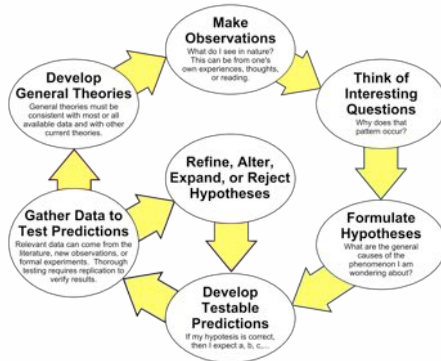 Make
Observations
What do I see in nature?
This can be from one's
own experiences, thoughts,
or reading.
Think of
Interesting
Questions
Why does that
pattern occur?
Formulate
Hypotheses
What are the general
causes of the
phenomenon I am
wondering about?
Develop
Testable
Predictions
If my hypotesis is correct,
then I expect a, b, c,...
Gather Data to
Test Predictions
Relevant data can come from the
literature, new observations, or
formal experiments. Thorough
testing requires replication to
verify results.
Refine, Alter,
Expand, or Reject
Hypotheses
Develop
General Theories
General theories must be
consistent with most or all
available data and with other
current theories.